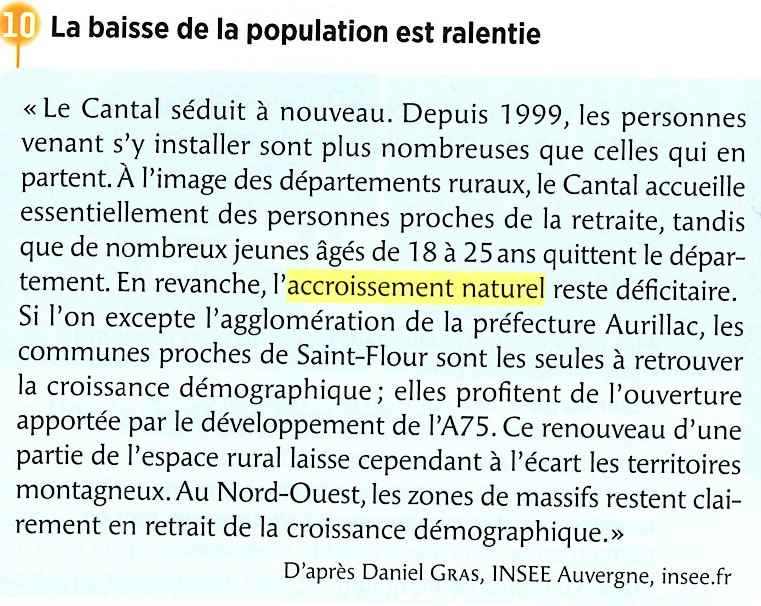 10 La baisse de la population est ralentie
« Le Cantal séduit à nouveau. Depuis 1999, les personnes
venant s’y installer sont plus nombreuses que celles qui en
partent. À l’image des départements ruraux, le Cantal accueille
essentiellement des personnes proches de la retraite, tandis
que de nombreux jeunes âgés de 18 à 25 ans quittent le dépar-
tement. En revanche, l’accroissement naturel reste déficitaire.
Si l’on excepte l’agglomération de la préfecture Aurillac, les
communes proches de Saint-Flour sont les seules à retrouver
la croissance démographique ; elles profitent de l’ouverture
apportée par le développement de l’A75. Ce renouveau d’une
partie de l’espace rural laisse cependant à l’écart les territoires
montagneux. Au Nord-Ouest, les zones de massifs restent clai-
rement en retrait de la croissance démographique. »
D’après Daniel GRAS, INSEE Auvergne, insee.fr